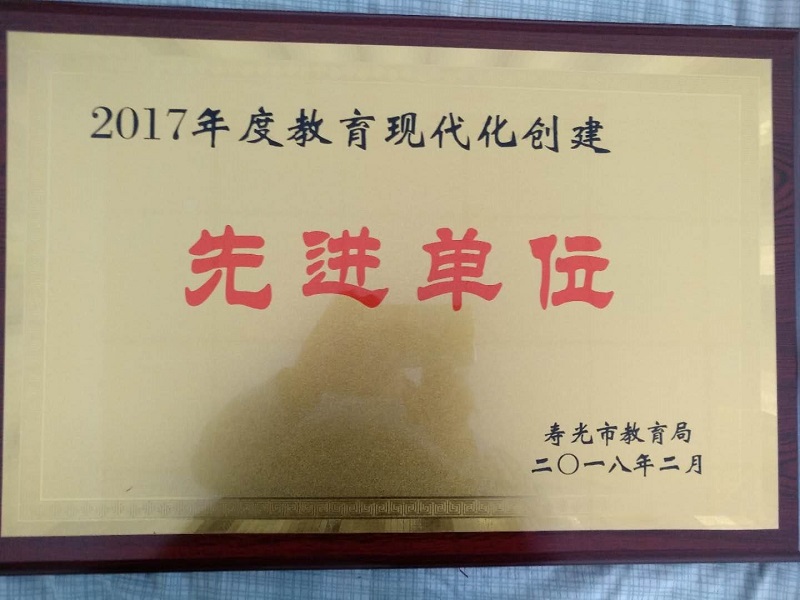 2017年度教育现代化创建
先进单位
寿光市教育局
二〇一八年二月